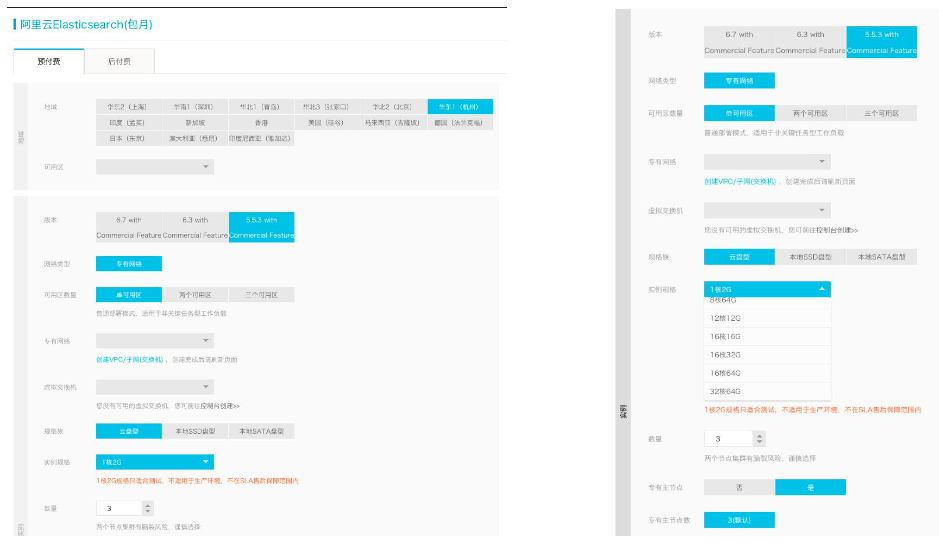 阿里云Elasticsearch(包月)
预付费
后付费
地域
华东2（上海）
华南1（深圳）
华北1（青岛）
华北3（张家口）
华北2（北京）
华东1（杭州）
印度（孟买）
新加坡
香港
美国（硅谷）
马来西亚（吉隆坡）
德国（法兰克福）
日本（东京）
澳大利亚（悉尼）
印度尼西亚（雅加达）
可用区
版本
6.7 with
Commercial Feature
6.3 with
Commercial Feature
5.5.3 with
Commercial Feature
网络类型
专有网络
可用区数量
单可用区
两个可用区
三个可用区
普通部署模式，适用于非关键任务型工作负载
专有网络
创建VPC/子网(交换机) ，创建完成后请刷新页面
虚拟交换机
您没有可用的虚拟交换机，您可前往控制台创建>>
规格族
云盘型
本地SSD盘型
本地SATA盘型
实例规格
1核2G
1核2G规格只适合测试，不适用于生产环境，不在SLA售后保障范围内
数量
3
两个节点集群有脑裂风险，谨慎选择
版本
6.7 with
Commercial Feature
6.3 with
Commercial Feature
5.5.3 with
Commercial Feature
网络类型
专有网络
可用区数量
单可用区
两个可用区
三个可用区
普通部署模式，适用于非关键任务型工作负载
专有网络
创建VPC/子网(交换机) ，创建完成后请刷新页面
虚拟交换机
您没有可用的虚拟交换机，您可前往控制台创建>>
规格族
云盘型
本地SSD盘型
本地SATA盘型
实例规格
1核2G
8核64G
12核12G
16核16G
16核32G
16核64G
32核64G
1核2G规格只适合测试，不适用于生产环境，不在SLA售后保障范围内
数量
3
两个节点集群有脑裂风险，谨慎选择
专有主节点
否
是
专有主节点数
3(默认)